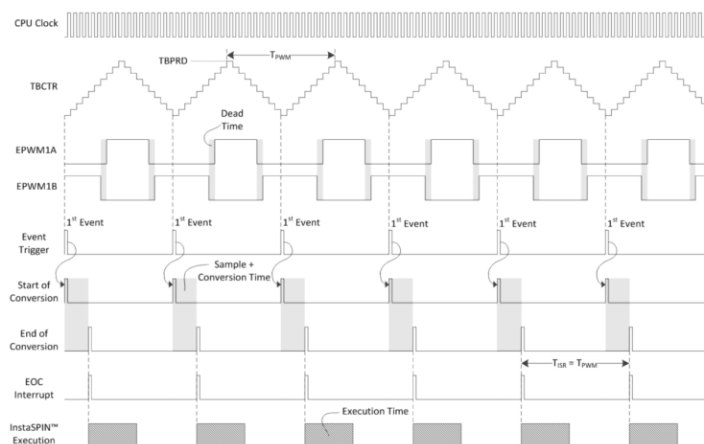 CPU Clock
TBPRD
TPWM
TBCTR
Dead
Time
EPWM1A
EPWM1B
1st Event 1st Event 1st Event 1st Event 1st Event 1st Event
Event
Trigger
Sample +
Conversion Time
Start of
Conversion
End of
Conversion
TISR = TPWM
EOC
Interrupt
Execution Time
InstaSPIN™
Execution